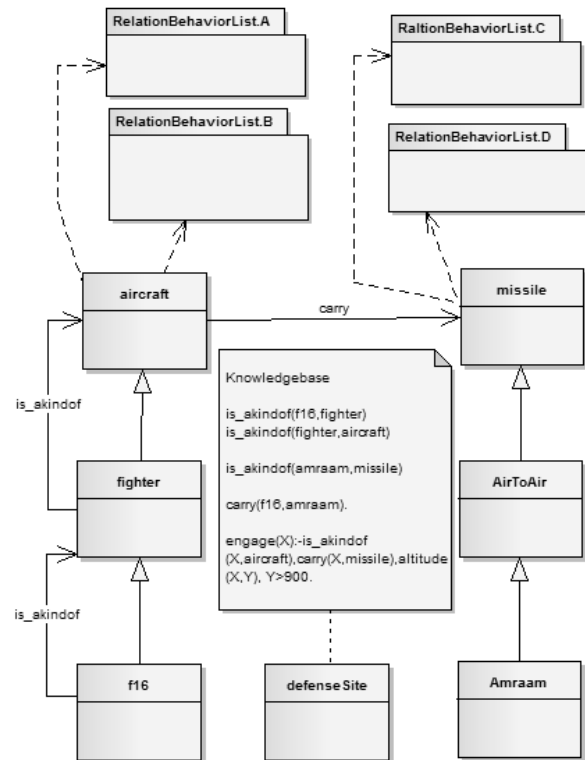 RelationBehaviorList.A
RaltionBehaviorList.C
RelationBehaviorList.B
RelationBehaviorList.D
aircraft
missile
carry
is_akindof
Knowledgebase
is_akindof(f16,fighter)
is_akindof(fighter,aircraft)
is_akindof(amraam,missile)
carry(f16,amraam).
engage(X):-is_akindof
(X,aircraft),carry(X,missile),altitude
(X,Y), Y>900.
fighter
AirToAir
is_akindof
f16
defenseSite
Amraam